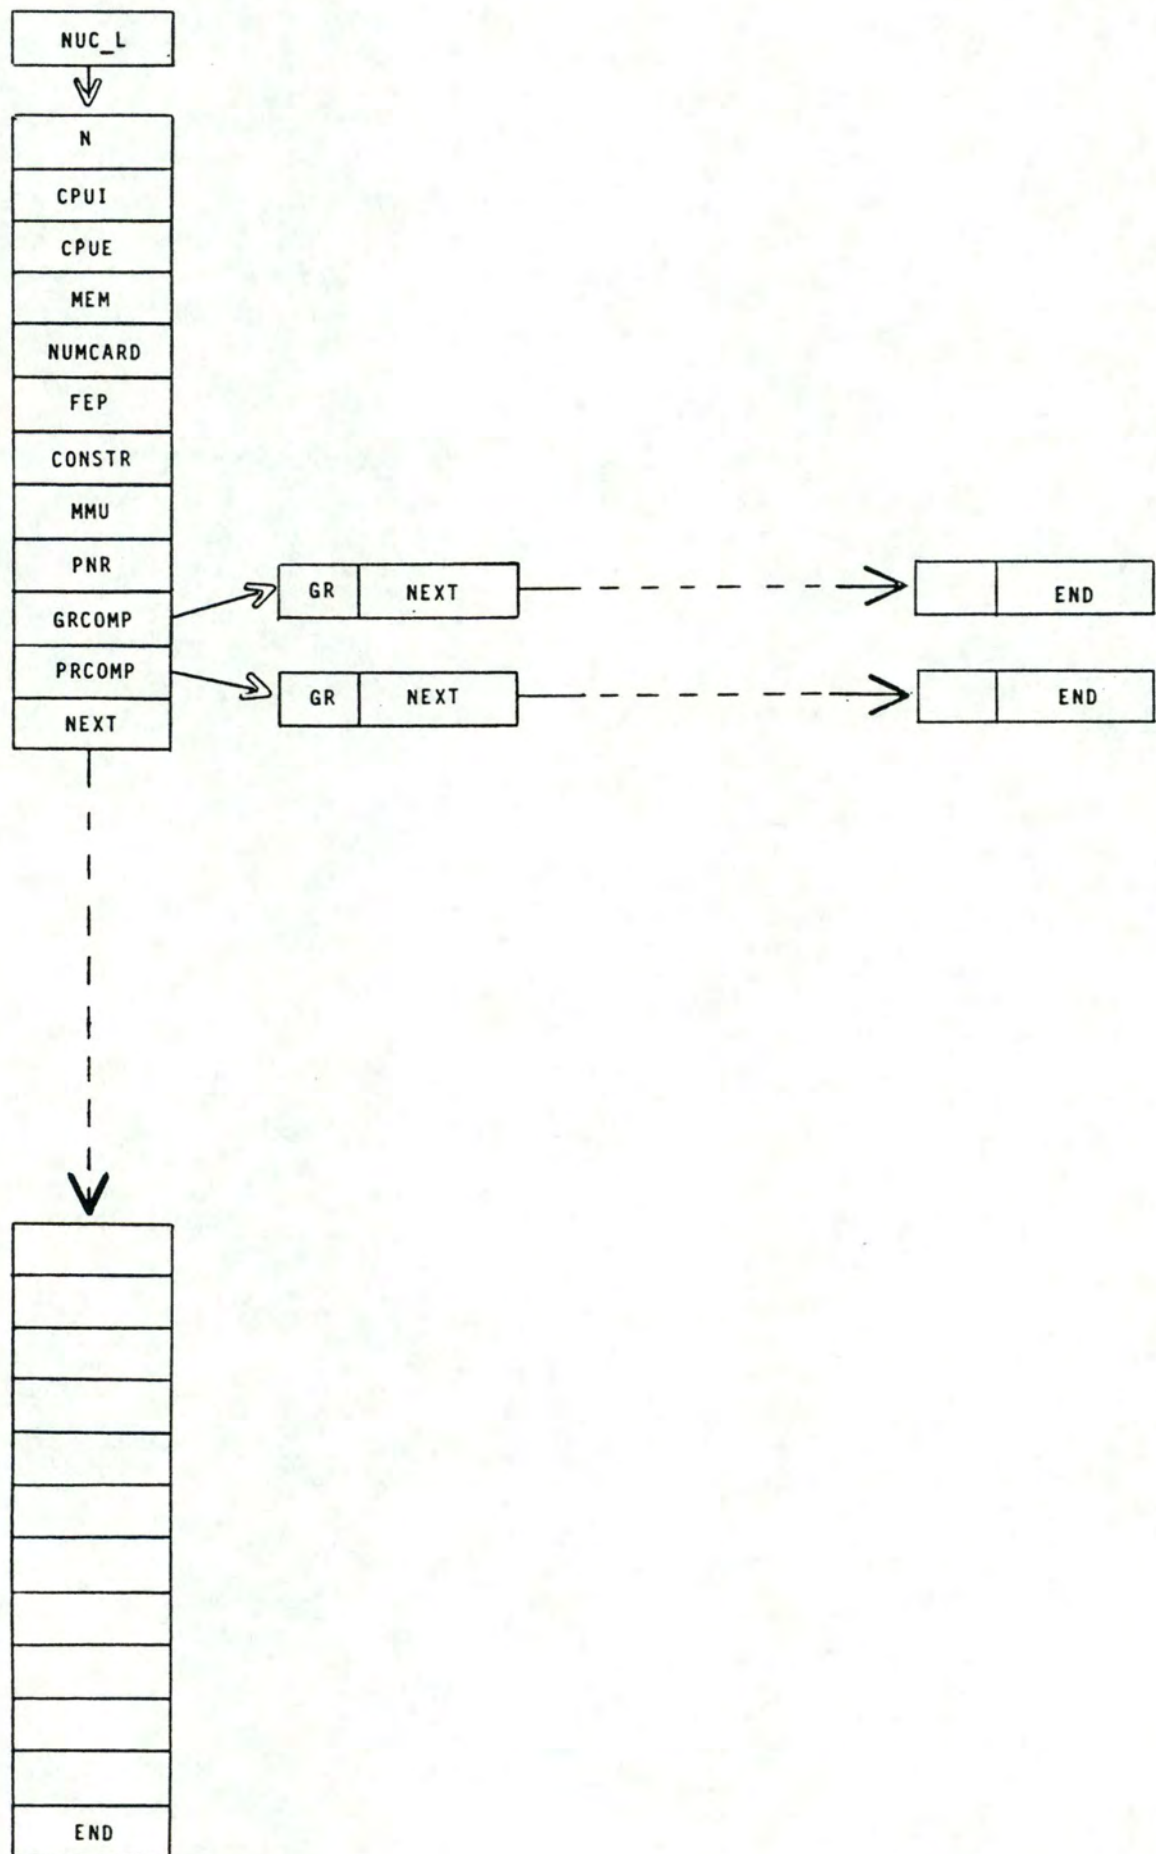 NUC_L
N
CPUI
CPUE
MEM
NUMCARD
FEP
CONSTR
MMU
PNR
GR NEXT END
GRCOMP
PRCOMP
GR NEXT END
NEXT
END